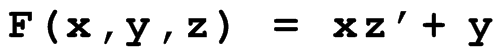 F(x,y,z) = xz′+ y